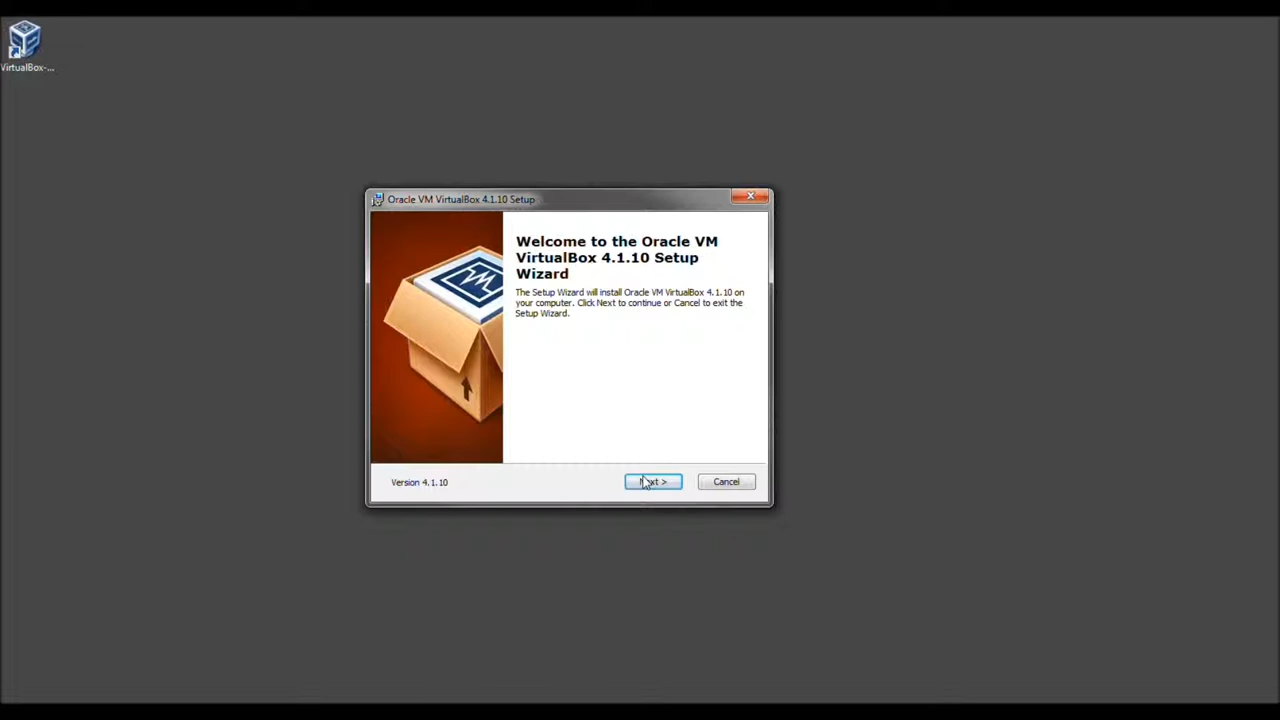 VirtualBox-...
Oracle VM VirtualBox 4.1.10 Setup
Welcome to the Oracle VM
VirtualBox 4.1.10 Setup
Wizard
The Setup Wizard will install Oracle VM VirtualBox 4.1.10 on
your computer. Click Next to continue or Cancel to exit the
Setup Wizard.
Version 4.1.10
Next >
Cancel